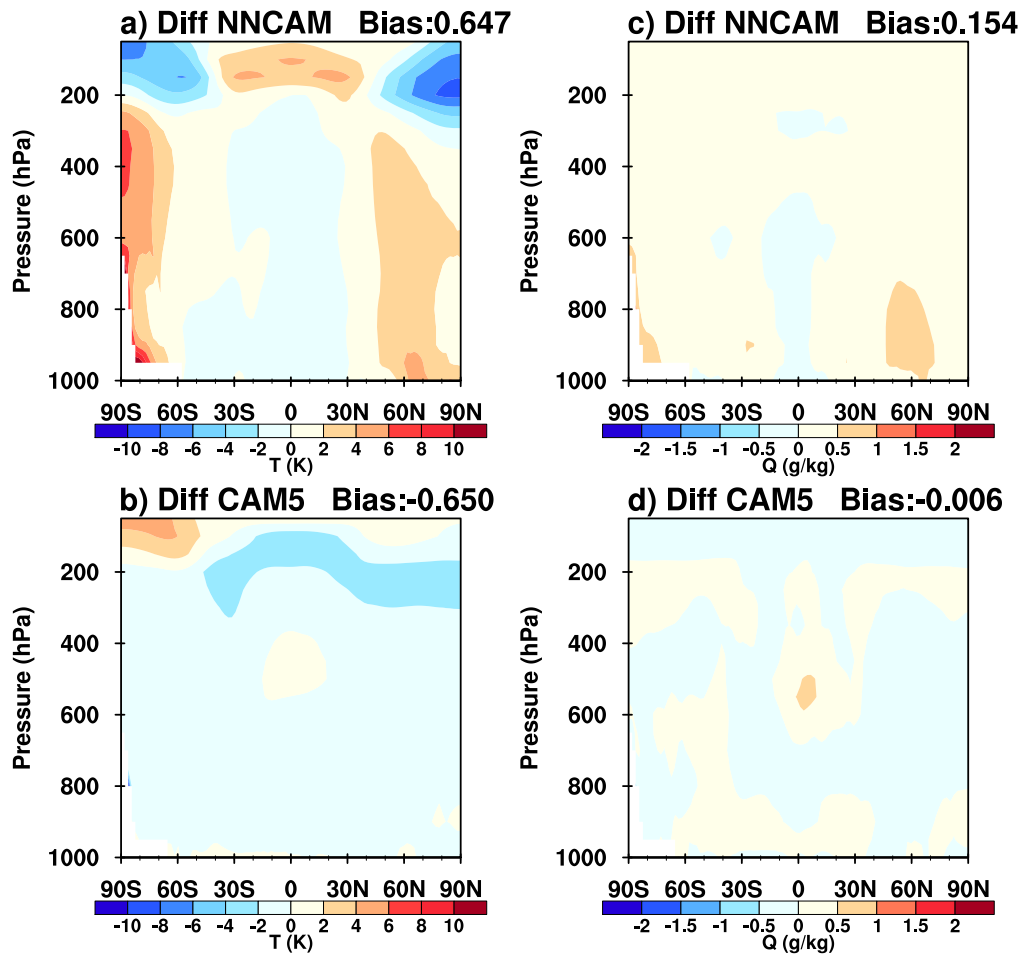 a) Diff NNCAM Bias:0.647
Pressure (hPa)
200
400
600
800
1000
90S 60S 30S 0 30N 60N 90N
-10 -8 -6 -4 -2 0 2 4 6 8 10
T (K)
c) Diff NNCAM Bias:0.154
Pressure (hPa)
200
400
600
800
1000
90S 60S 30S 0 30N 60N 90N
-2 -1.5 -1 -0.5 0 0.5 1 1.5 2
Q (g/kg)
b) Diff CAM5 Bias:-0.650
Pressure (hPa)
200
400
600
800
1000
90S 60S 30S 0 30N 60N 90N
-10 -8 -6 -4 -2 0 2 4 6 8 10
T (K)
d) Diff CAM5 Bias:-0.006
Pressure (hPa)
200
400
600
800
1000
90S 60S 30S 0 30N 60N 90N
-2 -1.5 -1 -0.5 0 0.5 1 1.5 2
Q (g/kg)